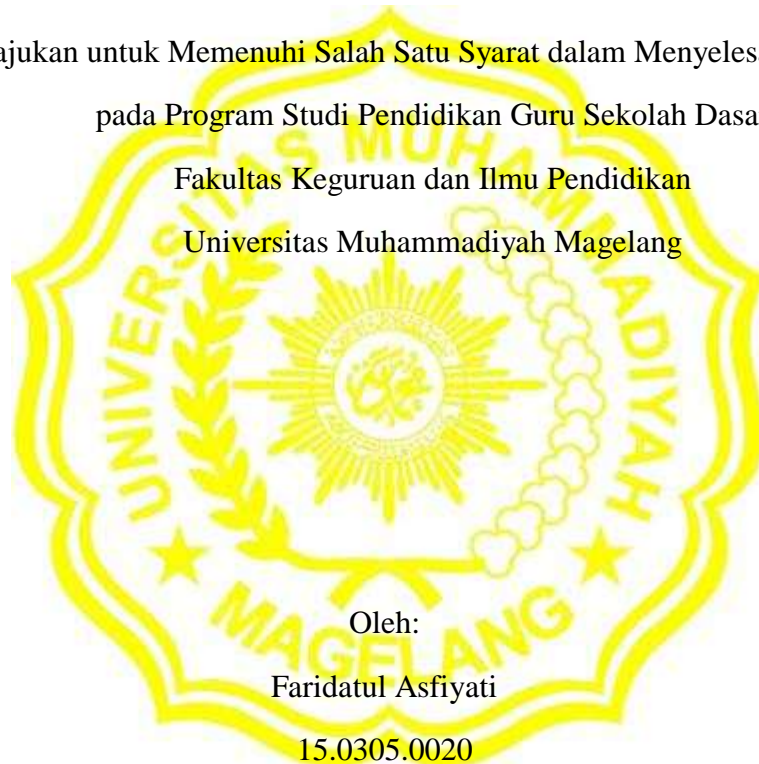 ajukan untuk Memenuhi Salah Satu Syarat dalam Menyeles
pada Program Studi Pendidikan Guru Sekolah Dasa
Fakultas Keguruan dan Ilmu Pendidikan
Universitas Muhammadiyah Magelang
UNIVERSITAS MUHAMMADIYAH
MAGELANG
Oleh:
Faridatul Asfiyati
15.0305.0020